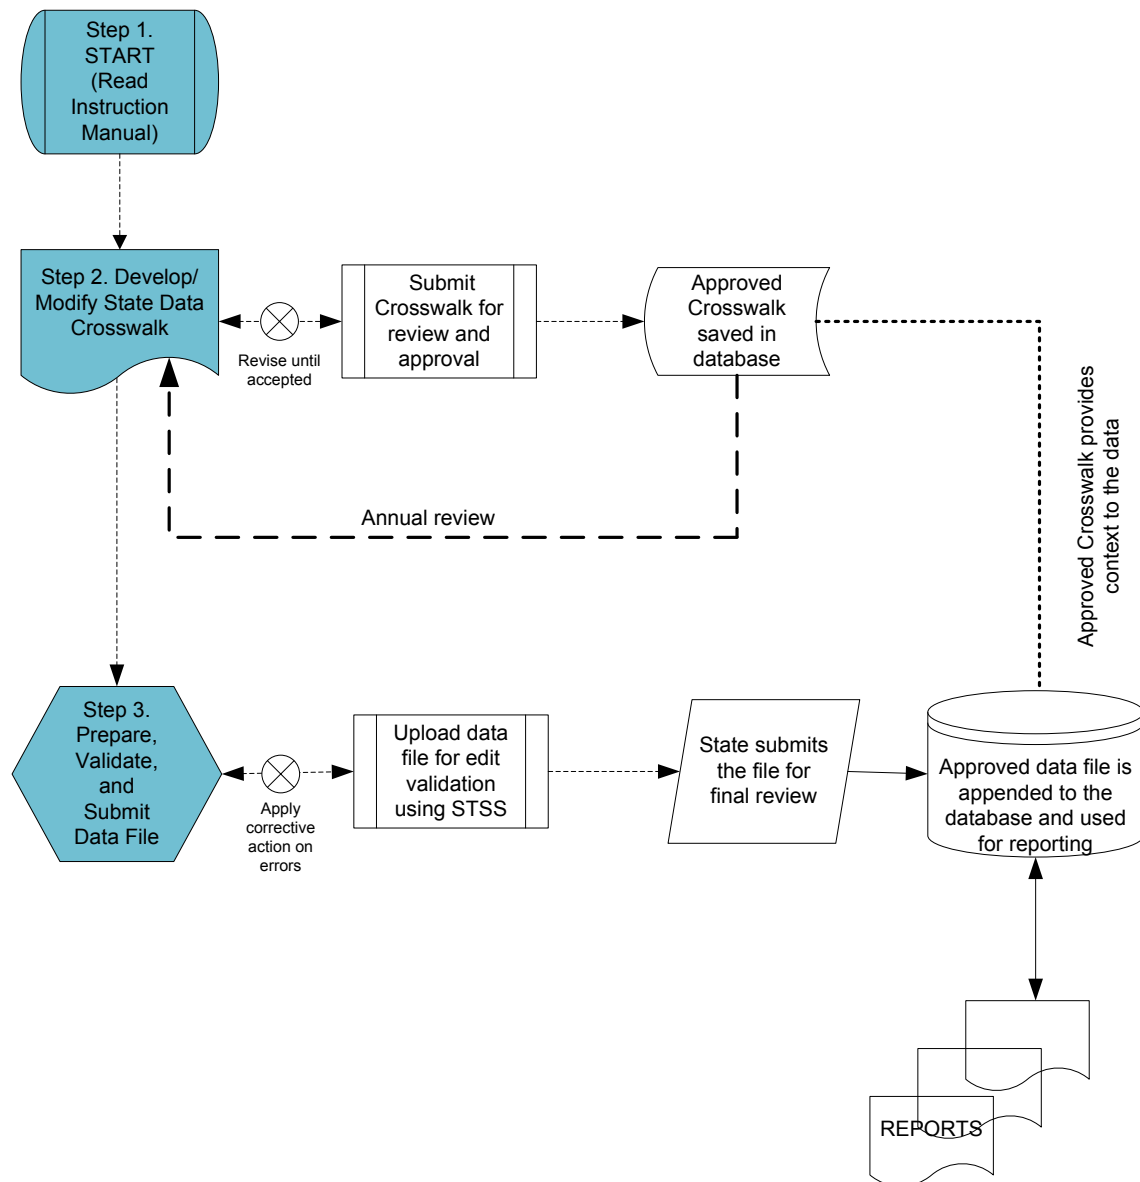 Step 1.
START
(Read
Instruction
Manual)
Step 2. Develop/
Modify State Data
Crosswalk
Revise until
accepted
Submit
Crosswalk for
review and
approval
Approved
Crosswalk
saved in
database
Annual review
Approved Crosswalk provides
context to the data
Step 3.
Prepare,
Validate,
and
Submit
Data File
Apply
corrective
action on
errors
Upload data
file for edit
validation
using STSS
State submits
the file for
final review
Approved data file is
appended to the
database and used
for reporting
REPORTS